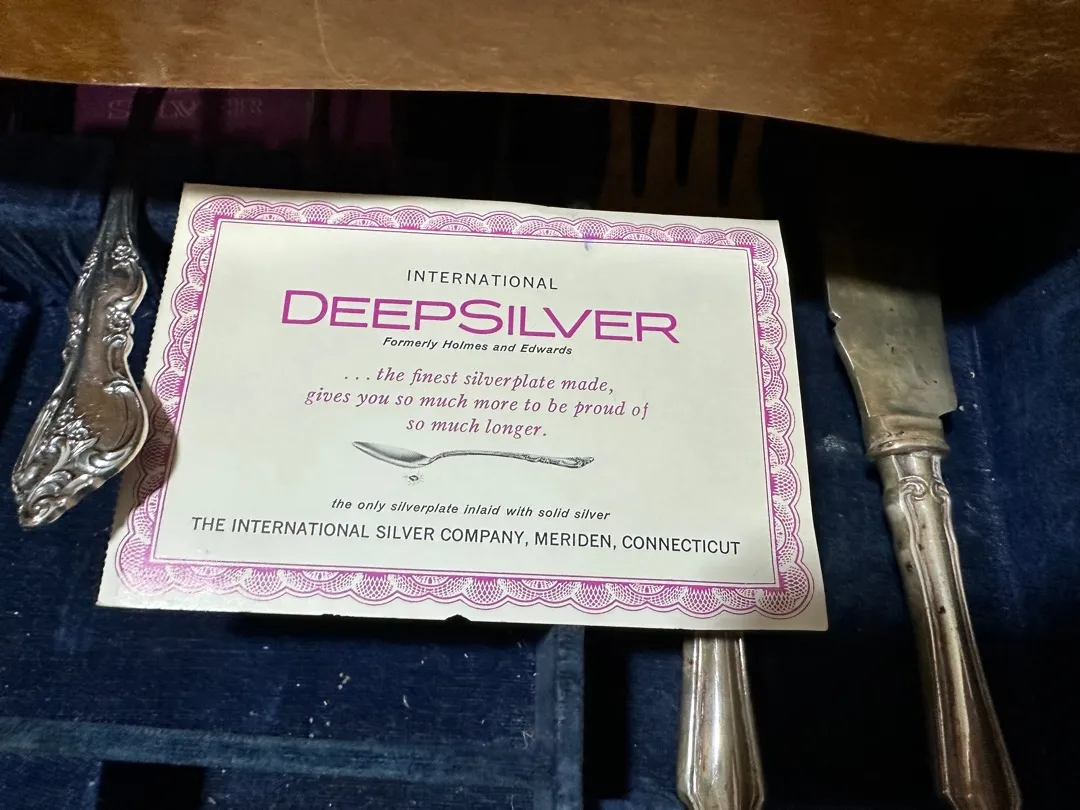 INTERNATIONAL
DEEPSILVER
Formerly Holmes and Edwards
...the finest silverplate made,
gives you so much more to be proud of
so much longer.
the only silverplate inlaid with solid silver
THE INTERNATIONAL SILVER COMPANY, MERIDEN, CONNECTICUT